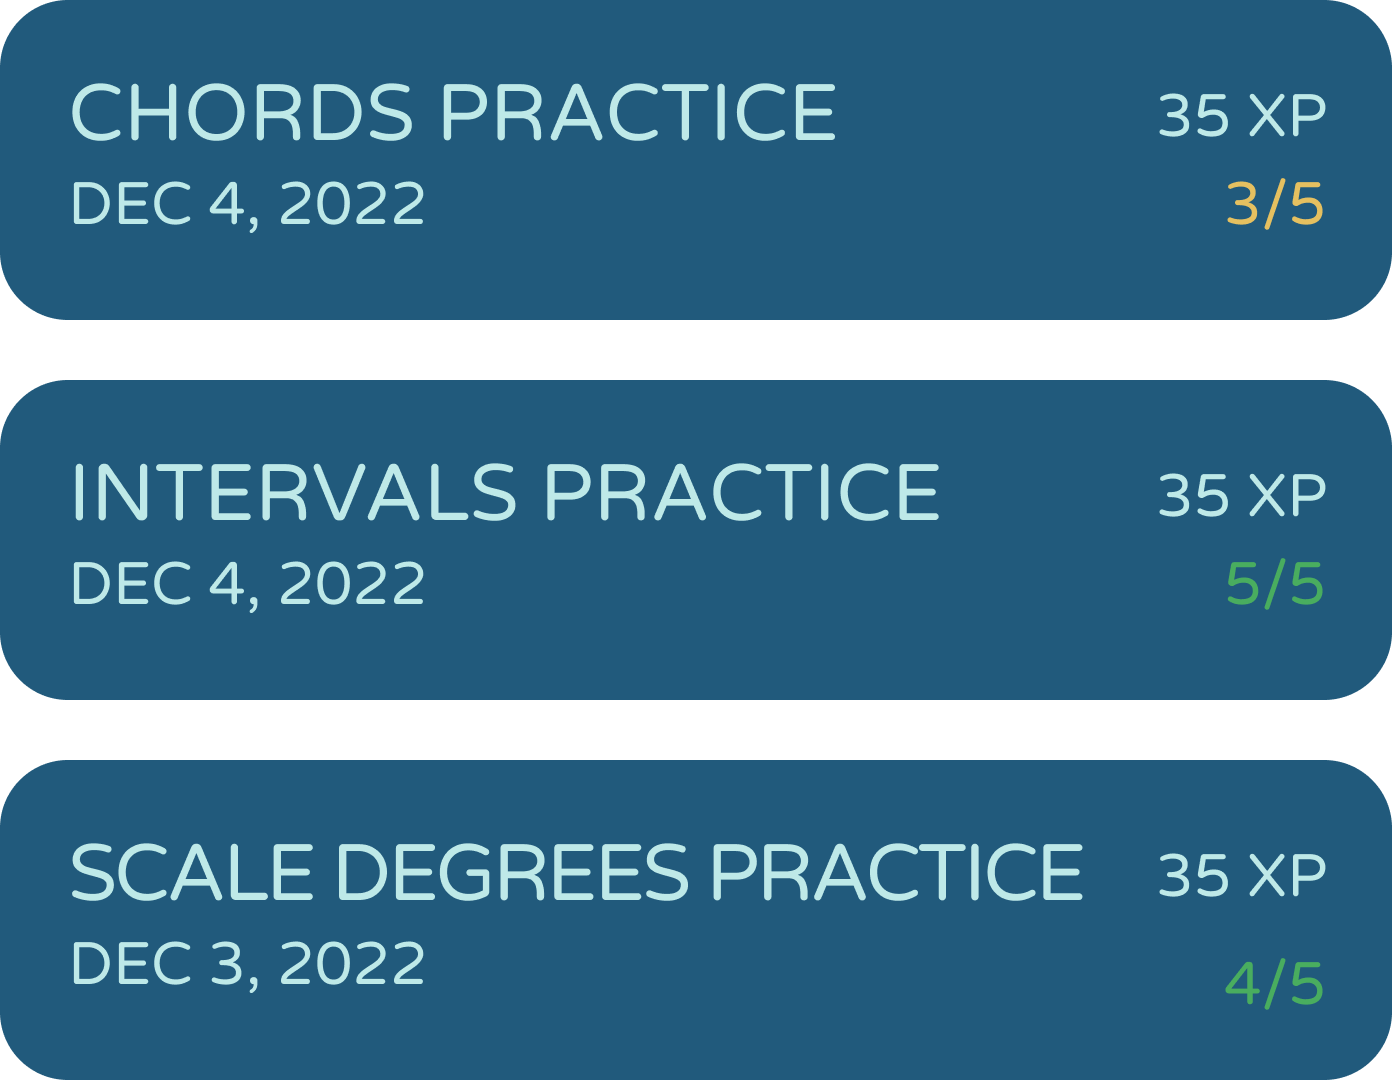 CHORDS PRACTICE 35 XP
DEC 4, 2022 3/5
INTERVALS PRACTICE 35 XP
DEC 4, 2022 5/5
SCALE DEGREES PRACTICE 35 XP
DEC 3, 2022 4/5